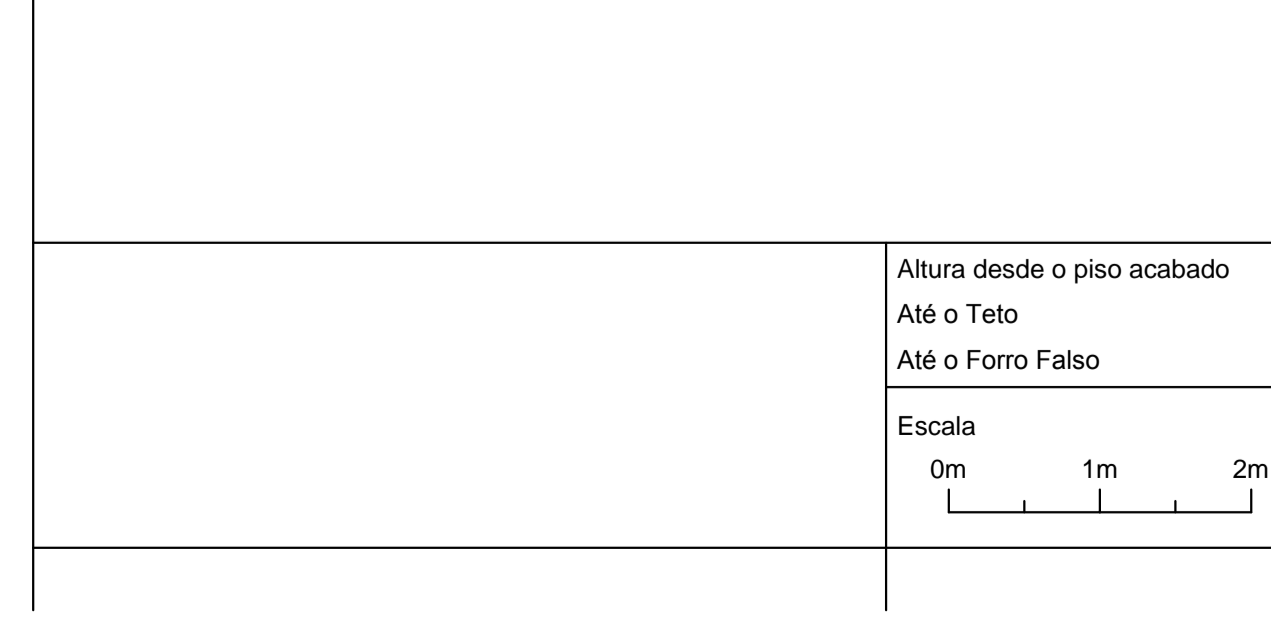 Altura desde o piso acabado
Até o Teto
Até o Forro Falso
Escala
0m 1m 2m